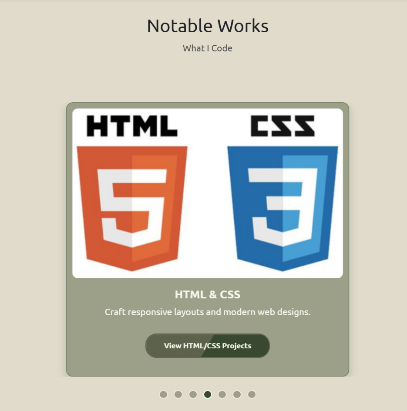 Notable Works
What I Code
HTML CSS
5 3
HTML & CSS
Craft responsive layouts and modern web designs.
View HTML/CSS Projects